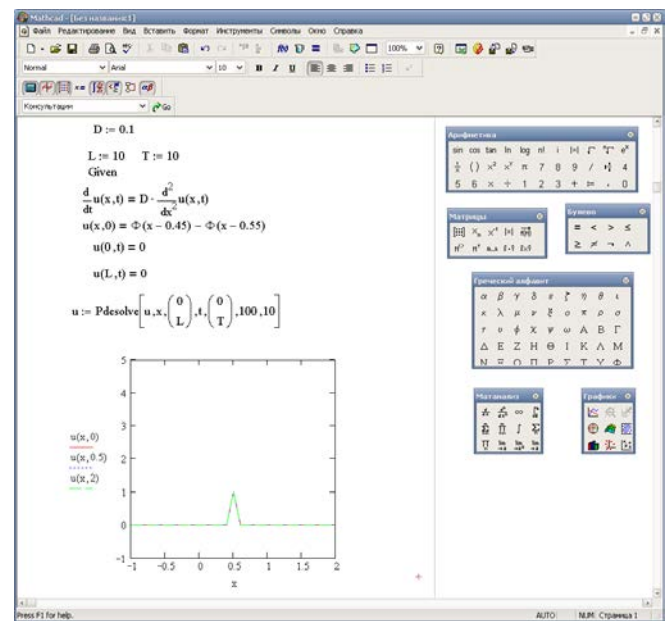 Mathcad - [Без названия:1]
Файл Редактирование Вид Вставить Формат Инструменты Символы Окно Справка
100%
Normal Arial 10 B I U
Консультации Go
D := 0.1
L := 10 T := 10
Given
d/dt u(x,t) = D · d²/dx² u(x,t)
u(x,0) = Φ(x − 0.45) − Φ(x − 0.55)
u(0,t) = 0
u(L,t) = 0
u := Pdesolve[u,x,(0 L),t,(0 T),100,10]
5
4
3
2
1
0
−1
u(x,0)
u(x,0.5)
u(x,2)
−1 −0.5 0 0.5 1 1.5 2
x
Арифметика
sin cos tan ln log n! i |×| eˣ
( ) x² xʸ π 7 8 9 / 4
5 6 × ÷ 1 2 3 + . 0
Матрицы
Булево
= < > ≤
≥ ≠ ¬ ∧
Греческий алфавит
α β γ δ ε ζ η θ ι
κ λ μ ν ξ ο π ρ σ
τ υ φ χ ψ ω Α Β Γ
Δ Ε Ζ Η Θ Ι Κ Λ Μ
Ν Ξ Ο Π Ρ Σ Τ Υ Φ
Матанализ
Графики
Press F1 for help.
AUTO NUM Страница 1